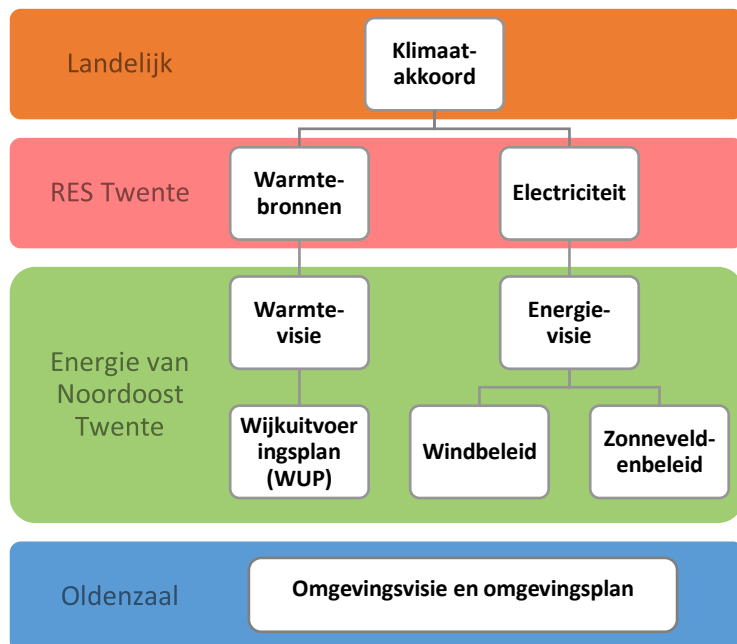 Landelijk
Klimaat-
akkoord
RES Twente
Warmte-
bronnen
Electriciteit
Energie van
Noordoost
Twente
Warmte-
visie
Energie-
visie
Wijkuitvoer
ingsplan
(WUP)
Windbeleid
Zonneveld-
enbeleid
Oldenzaal
Omgevingsvisie en omgevingsplan